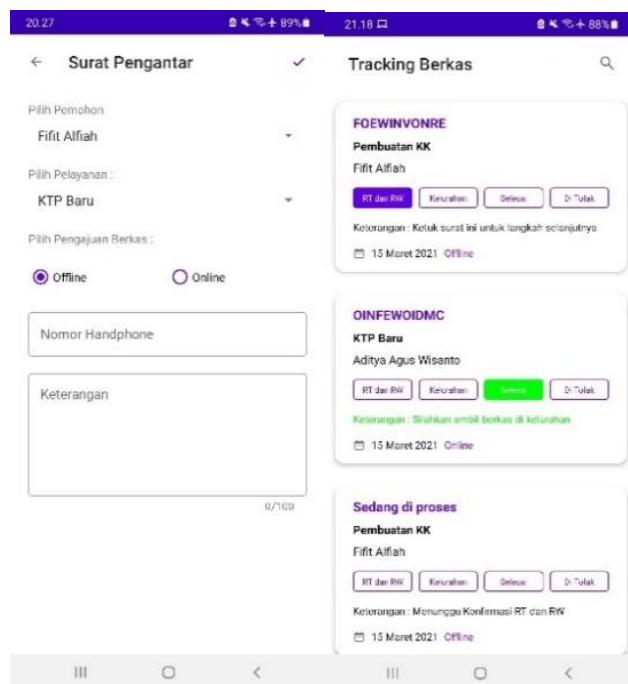 20.27
89%
Surat Pengantar
Pilih Pemohon
Fifit Alfiah
Pilih Pelayanan :
KTP Baru
Pilih Pengajuan Berkas :
Offline
Online
Nomor Handphone
Keterangan
0/100
21.18
88%
Tracking Berkas
FOEWINVONRE
Pembuatan KK
Fifit Alfiah
RT dan RW Kelurahan Selesai Di Tolak
Keterangan : Ketuk surat ini untuk langkah selanjutnya
15 Maret 2021 Offline
OINFEWOIDMC
KTP Baru
Aditya Agus Wisanto
RT dan RW Kelurahan Selesai Di Tolak
Keterangan : Silahkan ambil berkas di kelurahan
15 Maret 2021 Online
Sedang di proses
Pembuatan KK
Fifit Alfiah
RT dan RW Kelurahan Selesai Di Tolak
Keterangan : Menunggu Konfirmasi RT dan RW
15 Maret 2021 Offline